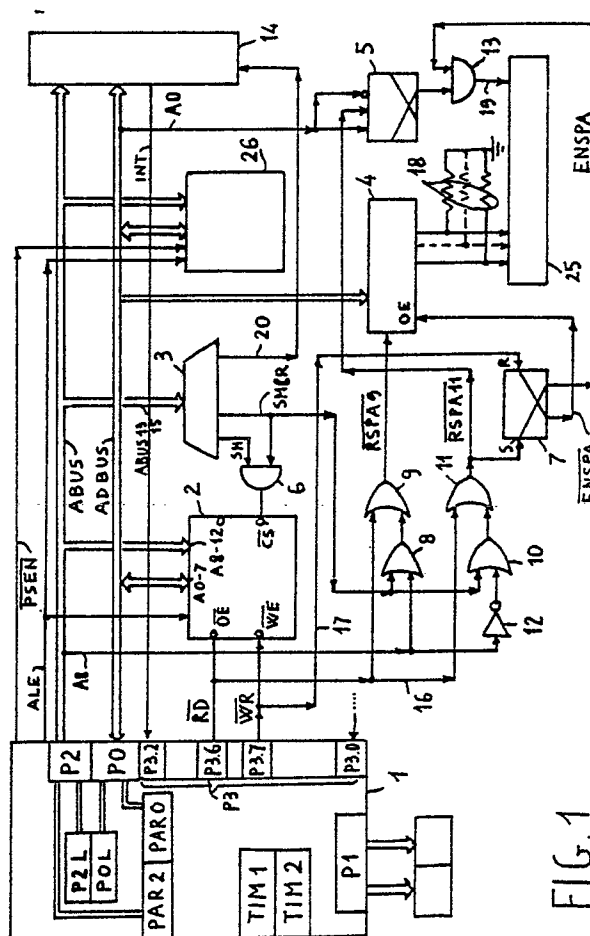 14
5
13
A0
INT
19
ENSPA
26
18
4
25
3
20
OE
R
PSEN
ABUS
ADBUS
ABUS 13
15
SMBR
SM
RSPA9
RSPA11
S
7
ENSPA
6
9
11
2
CS
A8-12
A0-7
8
10
ALE
A8
OE
WE
17
12
RD
WR
16
P2
P0
P3.2
P3.6
P3.7
P3.0
P3
P2L
P0L
PAR2
PAR0
1
TIM1
TIM2
P1
FIG. 1